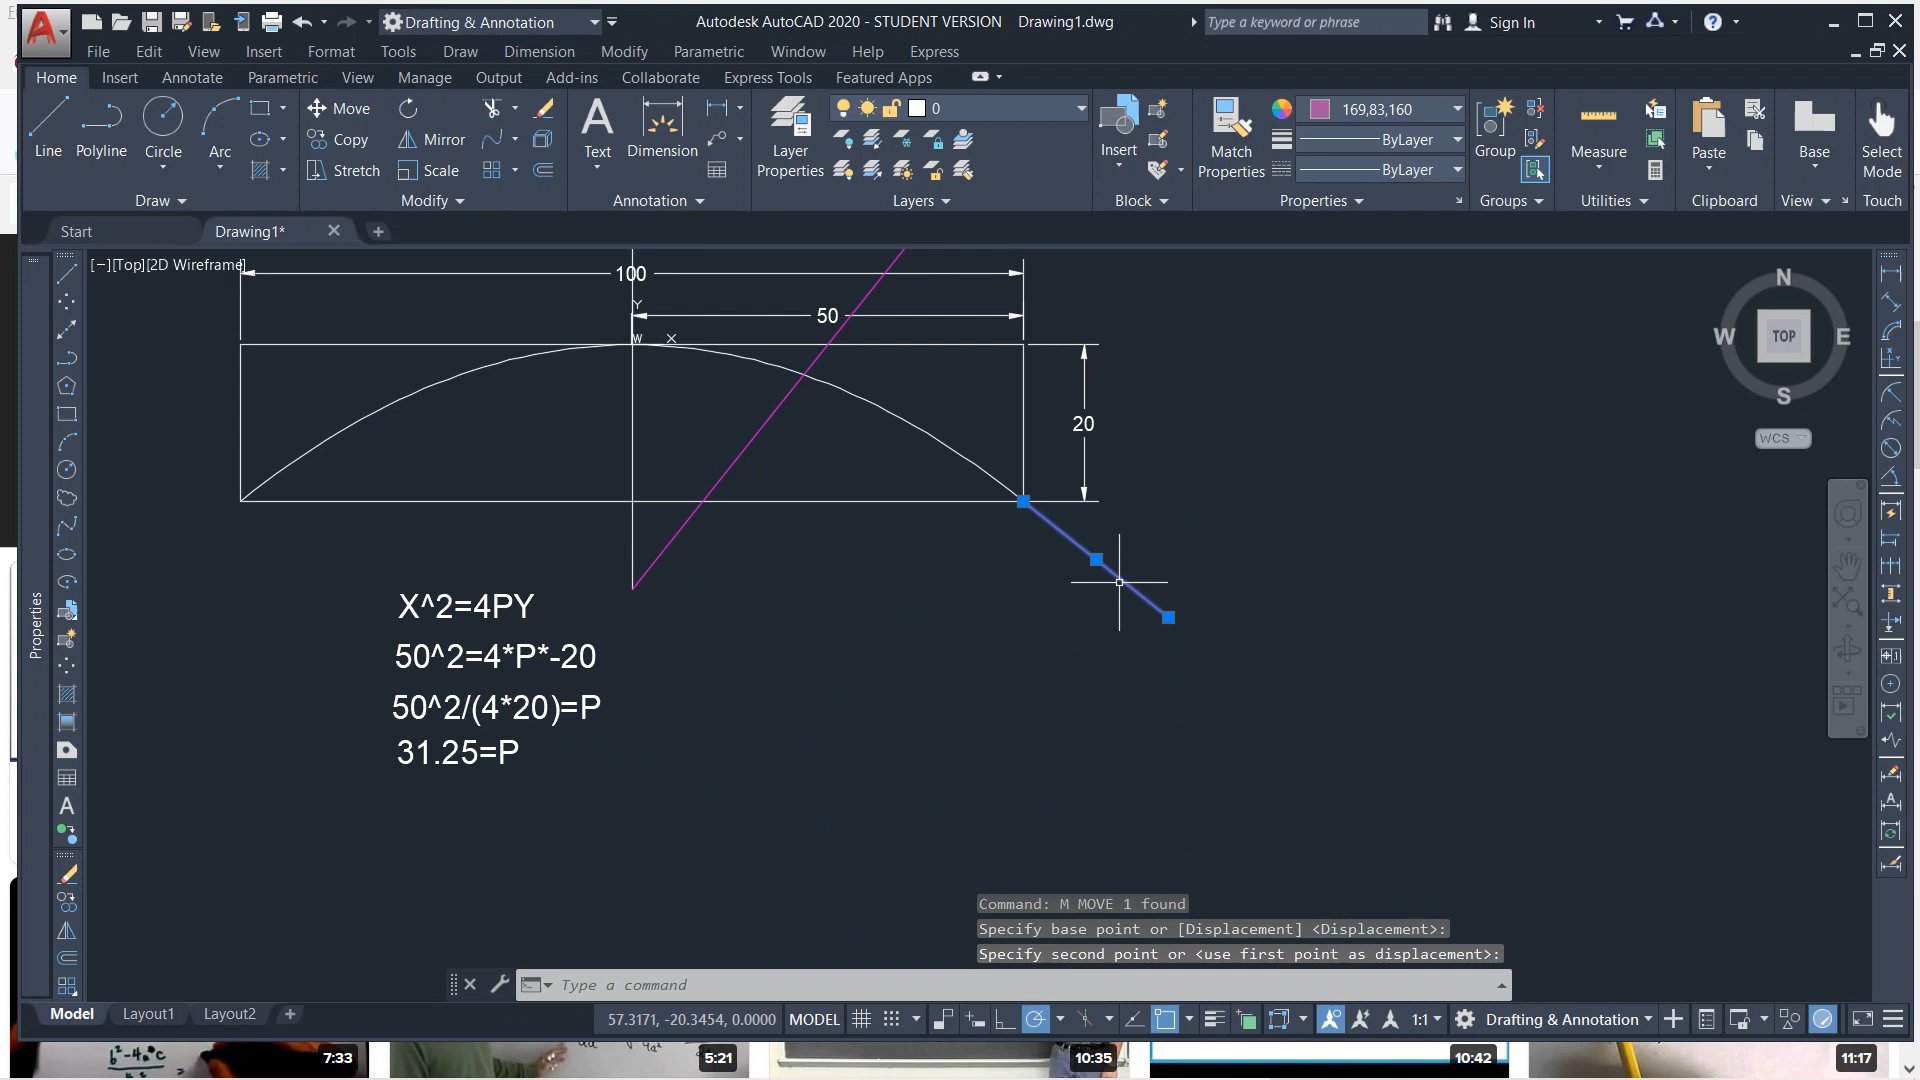 Drafting & Annotation
Autodesk AutoCAD 2020 - STUDENT VERSION Drawing1.dwg
Type a keyword or phrase
Sign In
File Edit View Insert Format Tools Draw Dimension Modify Parametric Window Help Express
Home Insert Annotate Parametric View Manage Output Add-ins Collaborate Express Tools Featured Apps
Line Polyline Circle Arc
Move
Copy Mirror
Stretch Scale
Text Dimension
Layer Properties
0
Insert
Match Properties
169,83,160
ByLayer
ByLayer
Group
Measure
Paste
Base
Select Mode
Draw Modify Annotation Layers Block Properties Groups Utilities Clipboard View Touch
Start Drawing1*
[−][Top][2D Wireframe]
100
50
Y
W X
20
N
W TOP E
S
WCS
Properties
X^2=4PY
50^2=4*P*-20
50^2/(4*20)=P
31.25=P
Command: M MOVE 1 found
Specify base point or [Displacement] <Displacement>:
Specify second point or <use first point as displacement>:
Type a command
Model Layout1 Layout2
57.3171, -20.3454, 0.0000 MODEL
1:1
Drafting & Annotation
7:33 5:21 10:35 10:42 11:17